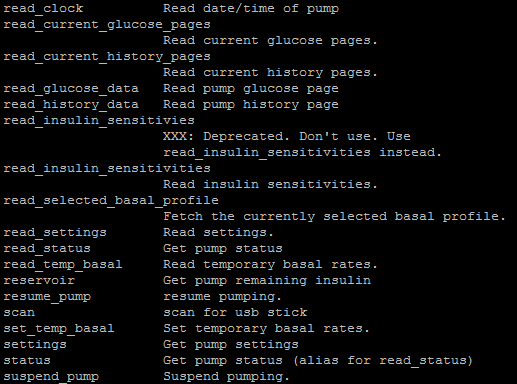 read_clock          Read date/time of pump
read_current_glucose_pages
                    Read current glucose pages.
read_current_history_pages
                    Read current history pages.
read_glucose_data   Read pump glucose page
read_history_data   Read pump history page
read_insulin_sensitivies
                    XXX: Deprecated. Don't use. Use
                    read_insulin_sensitivities instead.
read_insulin_sensitivities
                    Read insulin sensitivities.
read_selected_basal_profile
                    Fetch the currently selected basal profile.
read_settings       Read settings.
read_status         Get pump status
read_temp_basal     Read temporary basal rates.
reservoir           Get pump remaining insulin
resume_pump         resume pumping.
scan                scan for usb stick
set_temp_basal      Set temporary basal rates.
settings            Get pump settings
status              Get pump status (alias for read_status)
suspend_pump        Suspend pumping.